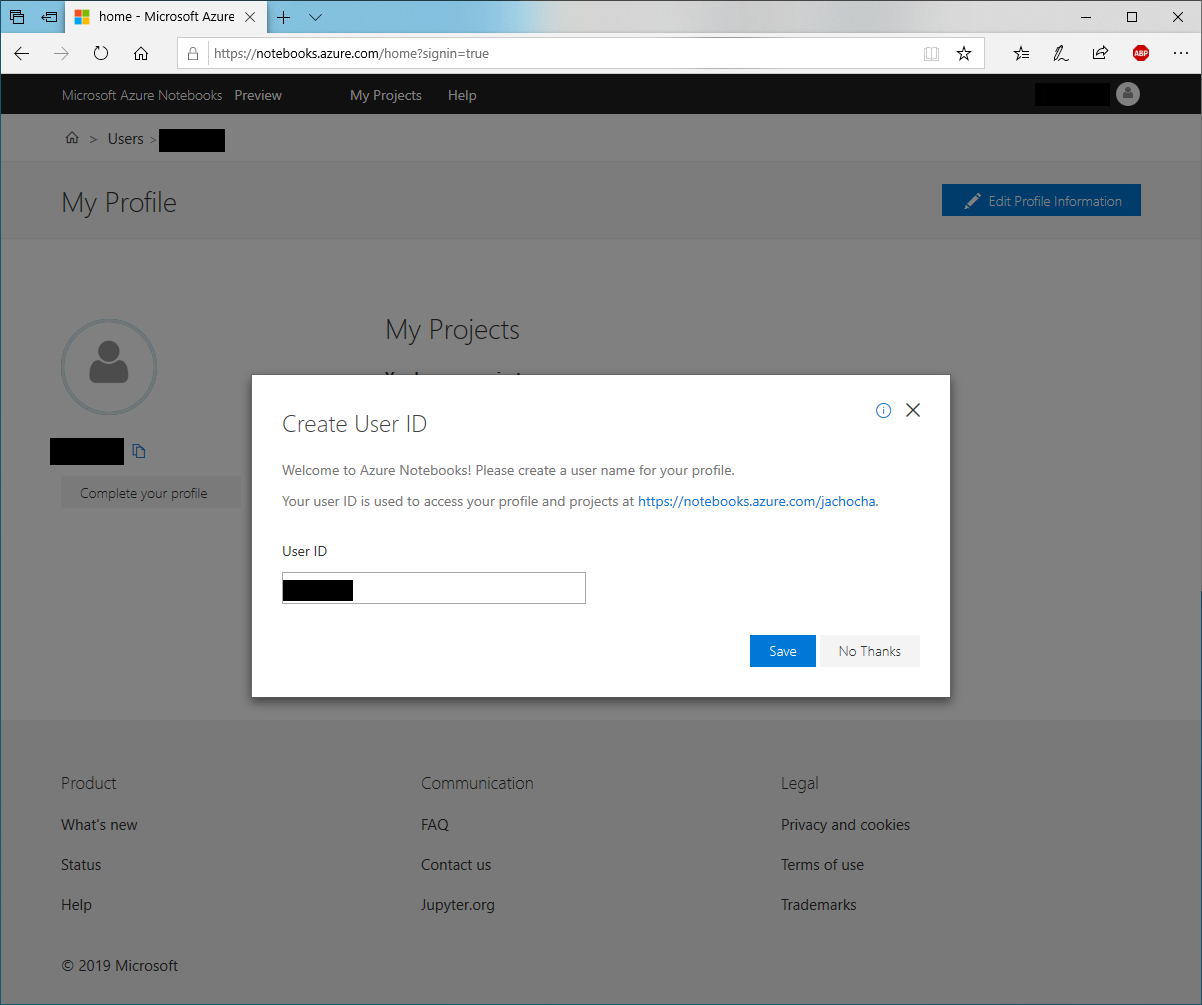 home - Microsoft Azure
https://notebooks.azure.com/home?signin=true
ABP
Microsoft Azure Notebooks Preview My Projects Help
> Users >
My Profile
Edit Profile Information
My Projects
Complete your profile
Create User ID
Welcome to Azure Notebooks! Please create a user name for your profile.
Your user ID is used to access your profile and projects at https://notebooks.azure.com/jachocha.
User ID
Save
No Thanks
Product
What's new
Status
Help
Communication
FAQ
Contact us
Jupyter.org
Legal
Privacy and cookies
Terms of use
Trademarks
© 2019 Microsoft